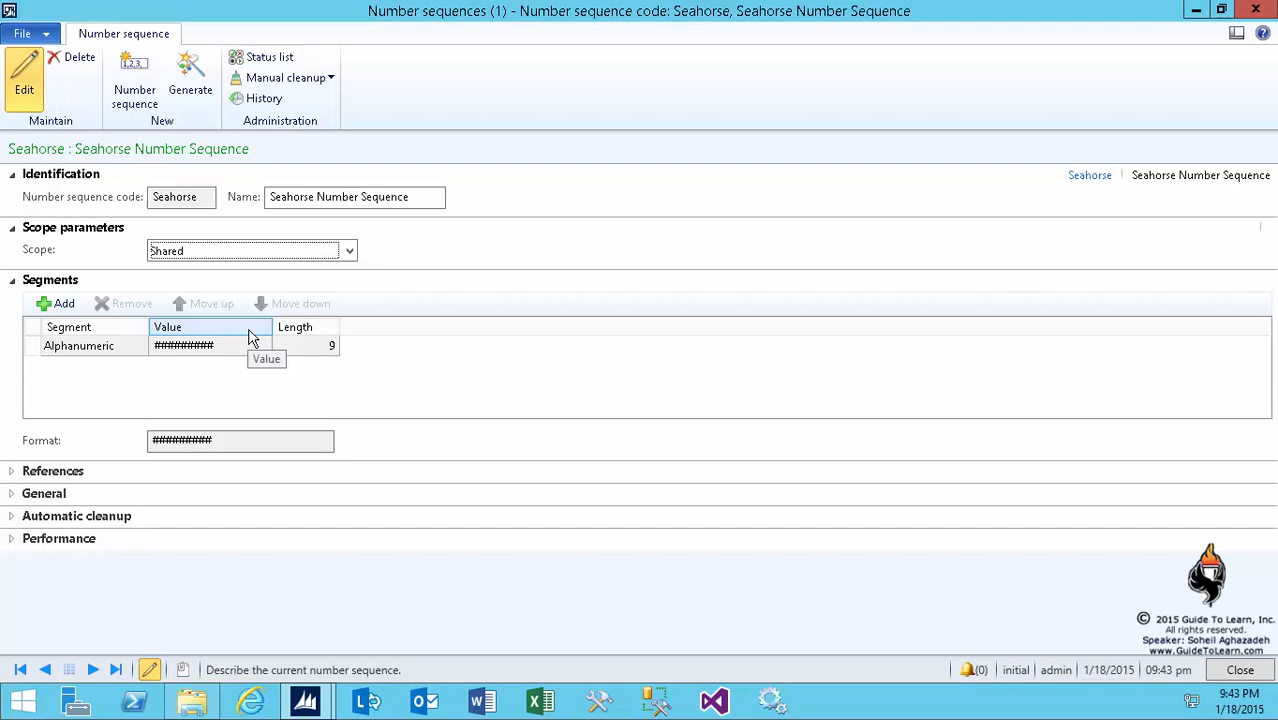 Number sequences (1) - Number sequence code: Seahorse, Seahorse Number Sequence
File
Number sequence
Edit
Delete
Maintain
Number sequence
Generate
New
Status list
Manual cleanup
History
Administration
Seahorse : Seahorse Number Sequence
Identification
Seahorse
Seahorse Number Sequence
Number sequence code: Seahorse Name: Seahorse Number Sequence
Scope parameters
Scope: Shared
Segments
Add Remove Move up Move down
Segment Value Length
Alphanumeric ######### 9
Value
Format: #########
References
General
Automatic cleanup
Performance
© 2015 Guide To Learn, Inc.
All rights reserved.
Speaker: Soheil Aghazadeh
www.GuideToLearn.com
Describe the current number sequence.
(0) initial admin 1/18/2015 09:43 pm Close
9:43 PM
1/18/2015